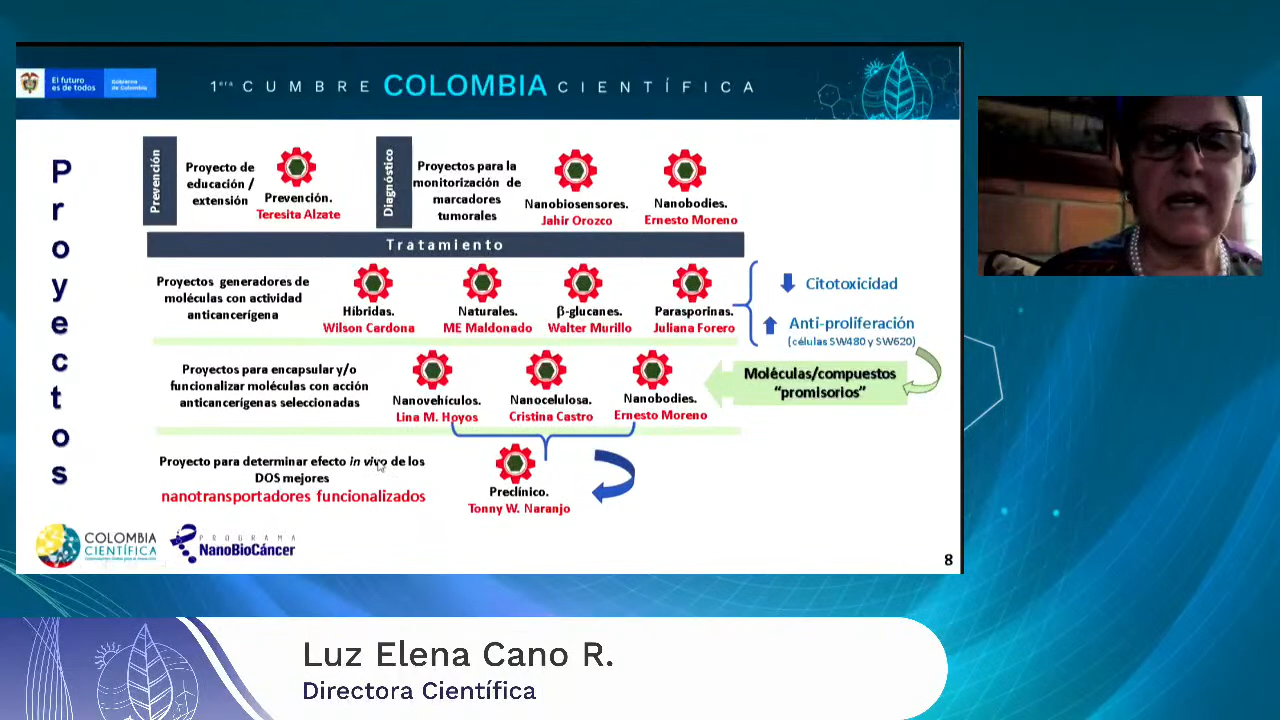 El futuro
es de todos
Gobierno
de Colombia
1era CUMBRE COLOMBIA CIENTÍFICA
Proyectos
Prevención
Proyecto de
educación /
extensión
Prevención.
Teresita Alzate
Diagnóstico
Proyectos para la
monitorización de
marcadores
tumorales
Nanobiosensores.
Jahir Orozco
Nanobodies.
Ernesto Moreno
Tratamiento
Proyectos generadores de
moléculas con actividad
anticancerígena
Híbridas.
Wilson Cardona
Naturales.
ME Maldonado
β-glucanes.
Walter Murillo
Parasporinas.
Juliana Forero
Citotoxicidad
Anti-proliferación
(células SW480 y SW620)
Proyectos para encapsular y/o
funcionalizar moléculas con acción
anticancerígenas seleccionadas
Nanovehículos.
Lina M. Hoyos
Nanocelulosa.
Cristina Castro
Nanobodies.
Ernesto Moreno
Moléculas/compuestos
“promisorios”
Proyecto para determinar efecto in vivo de los
DOS mejores
nanotransportadores funcionalizados
Preclínico.
Tonny W. Naranjo
COLOMBIA
CIENTÍFICA
PROGRAMA
NanoBioCáncer
8
Luz Elena Cano R.
Directora Científica